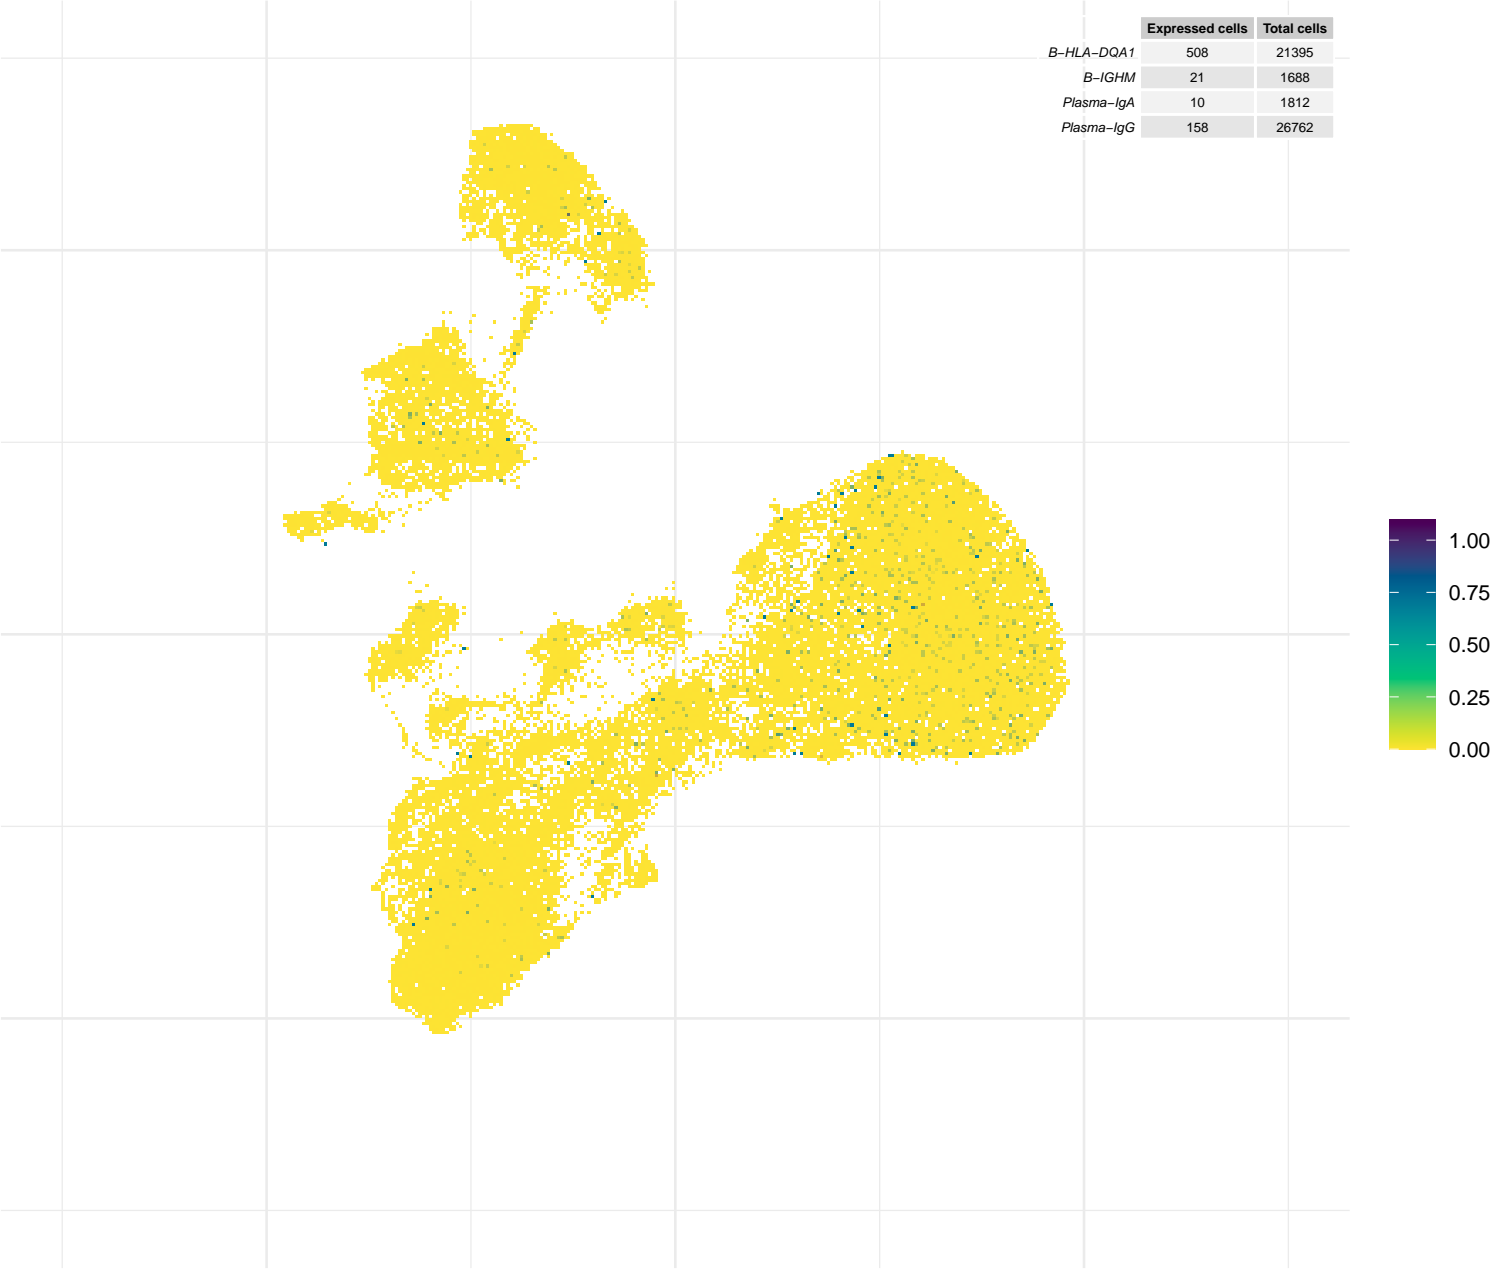 Expressed cells Total cells
B−HLA−DQA1 508 21395
B−IGHM 21 1688
Plasma−IgA 10 1812
Plasma−IgG 158 26762
1.00
0.75
0.50
0.25
0.00